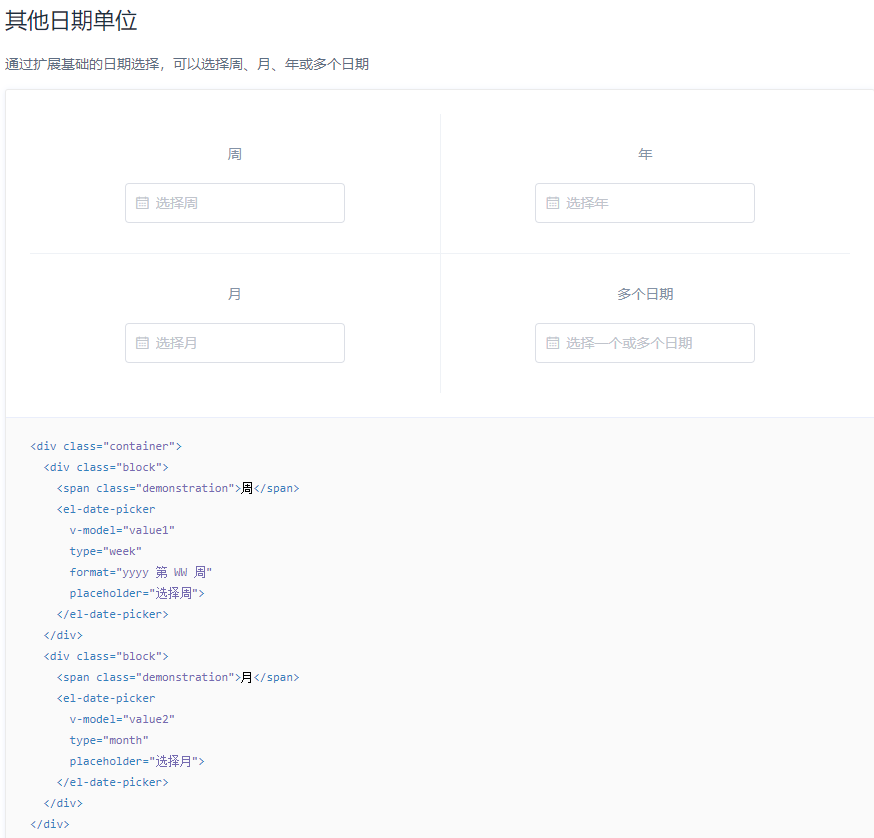 其他日期单位
通过扩展基础的日期选择，可以选择周、月、年或多个日期
周
年
选择周
选择年
月
多个日期
选择月
选择一个或多个日期
<div class="container">
<div class="block">
<span class="demonstration">周</span>
<el-date-picker
v-model="value1"
type="week"
format="yyyy 第 WW 周"
placeholder="选择周">
</el-date-picker>
</div>
<div class="block">
<span class="demonstration">月</span>
<el-date-picker
v-model="value2"
type="month"
placeholder="选择月">
</el-date-picker>
</div>
</div>